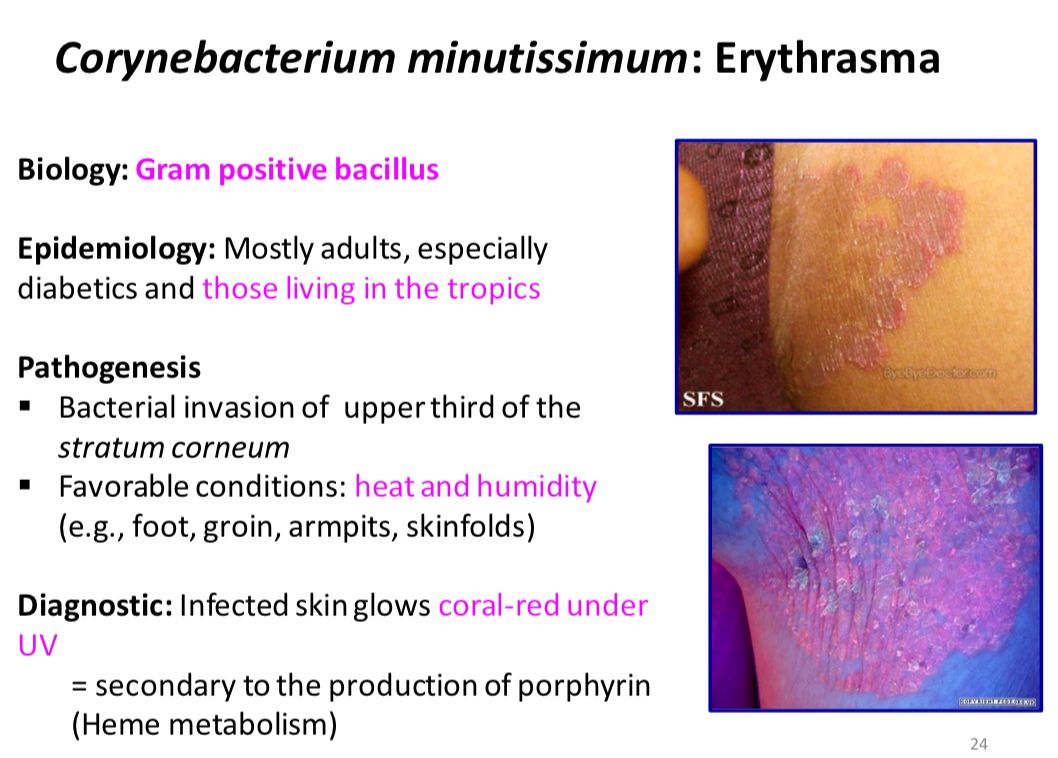 Corynebacterium minutissimum: Erythrasma
Biology: Gram positive bacillus
Epidemiology: Mostly adults, especially
diabetics and those living in the tropics
Pathogenesis
▪ Bacterial invasion of upper third of the
stratum corneum
▪ Favorable conditions: heat and humidity
(e.g., foot, groin, armpits, skinfolds)
Diagnostic: Infected skin glows coral-red under
UV
= secondary to the production of porphyrin
(Heme metabolism)
ByeByeDoctor.com
SFS
24